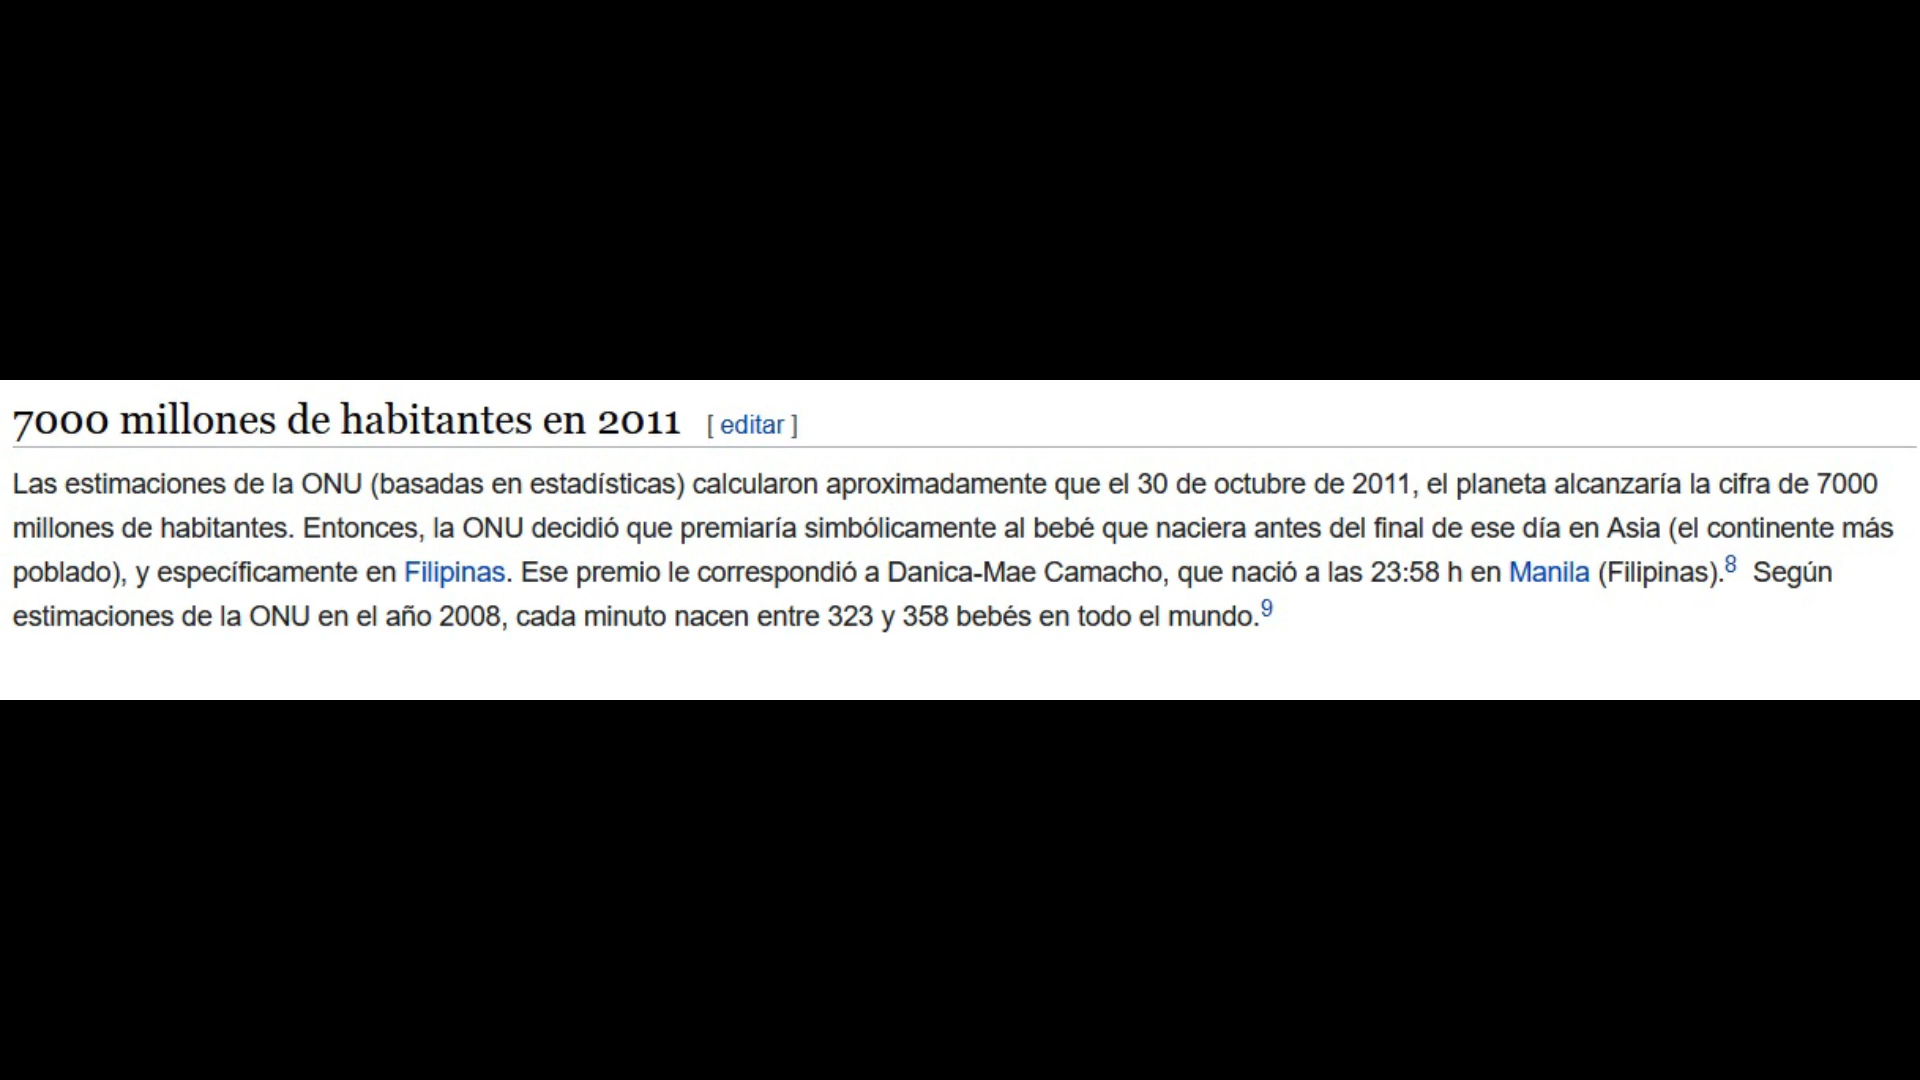 7000 millones de habitantes en 2011 [ editar ]
Las estimaciones de la ONU (basadas en estadísticas) calcularon aproximadamente que el 30 de octubre de 2011, el planeta alcanzaría la cifra de 7000
millones de habitantes. Entonces, la ONU decidió que premiaría simbólicamente al bebé que naciera antes del final de ese día en Asia (el continente más
poblado), y específicamente en Filipinas. Ese premio le correspondió a Danica-Mae Camacho, que nació a las 23:58 h en Manila (Filipinas).8 Según
estimaciones de la ONU en el año 2008, cada minuto nacen entre 323 y 358 bebés en todo el mundo.9